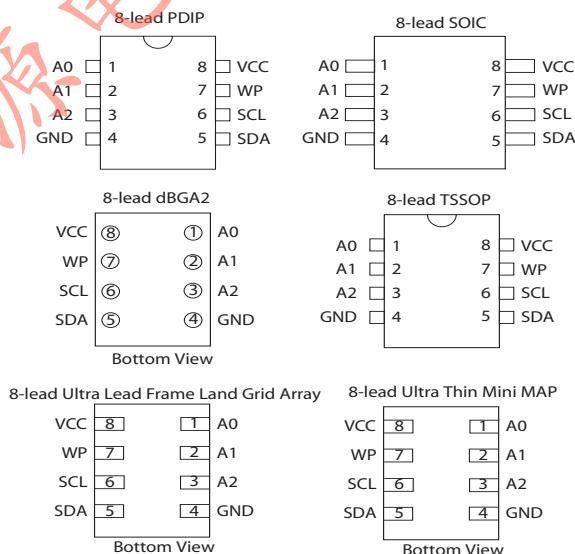 8-lead PDIP
A0 1 8 VCC
A1 2 7 WP
A2 3 6 SCL
GND 4 5 SDA
8-lead SOIC
A0 1 8 VCC
A1 2 7 WP
A2 3 6 SCL
GND 4 5 SDA
8-lead dBGA2
VCC 8 1 A0
WP 7 2 A1
SCL 6 3 A2
SDA 5 4 GND
Bottom View
8-lead TSSOP
A0 1 8 VCC
A1 2 7 WP
A2 3 6 SCL
GND 4 5 SDA
8-lead Ultra Lead Frame Land Grid Array
VCC 8 1 A0
WP 7 2 A1
SCL 6 3 A2
SDA 5 4 GND
Bottom View
8-lead Ultra Thin Mini MAP
VCC 8 1 A0
WP 7 2 A1
SCL 6 3 A2
SDA 5 4 GND
Bottom View
源